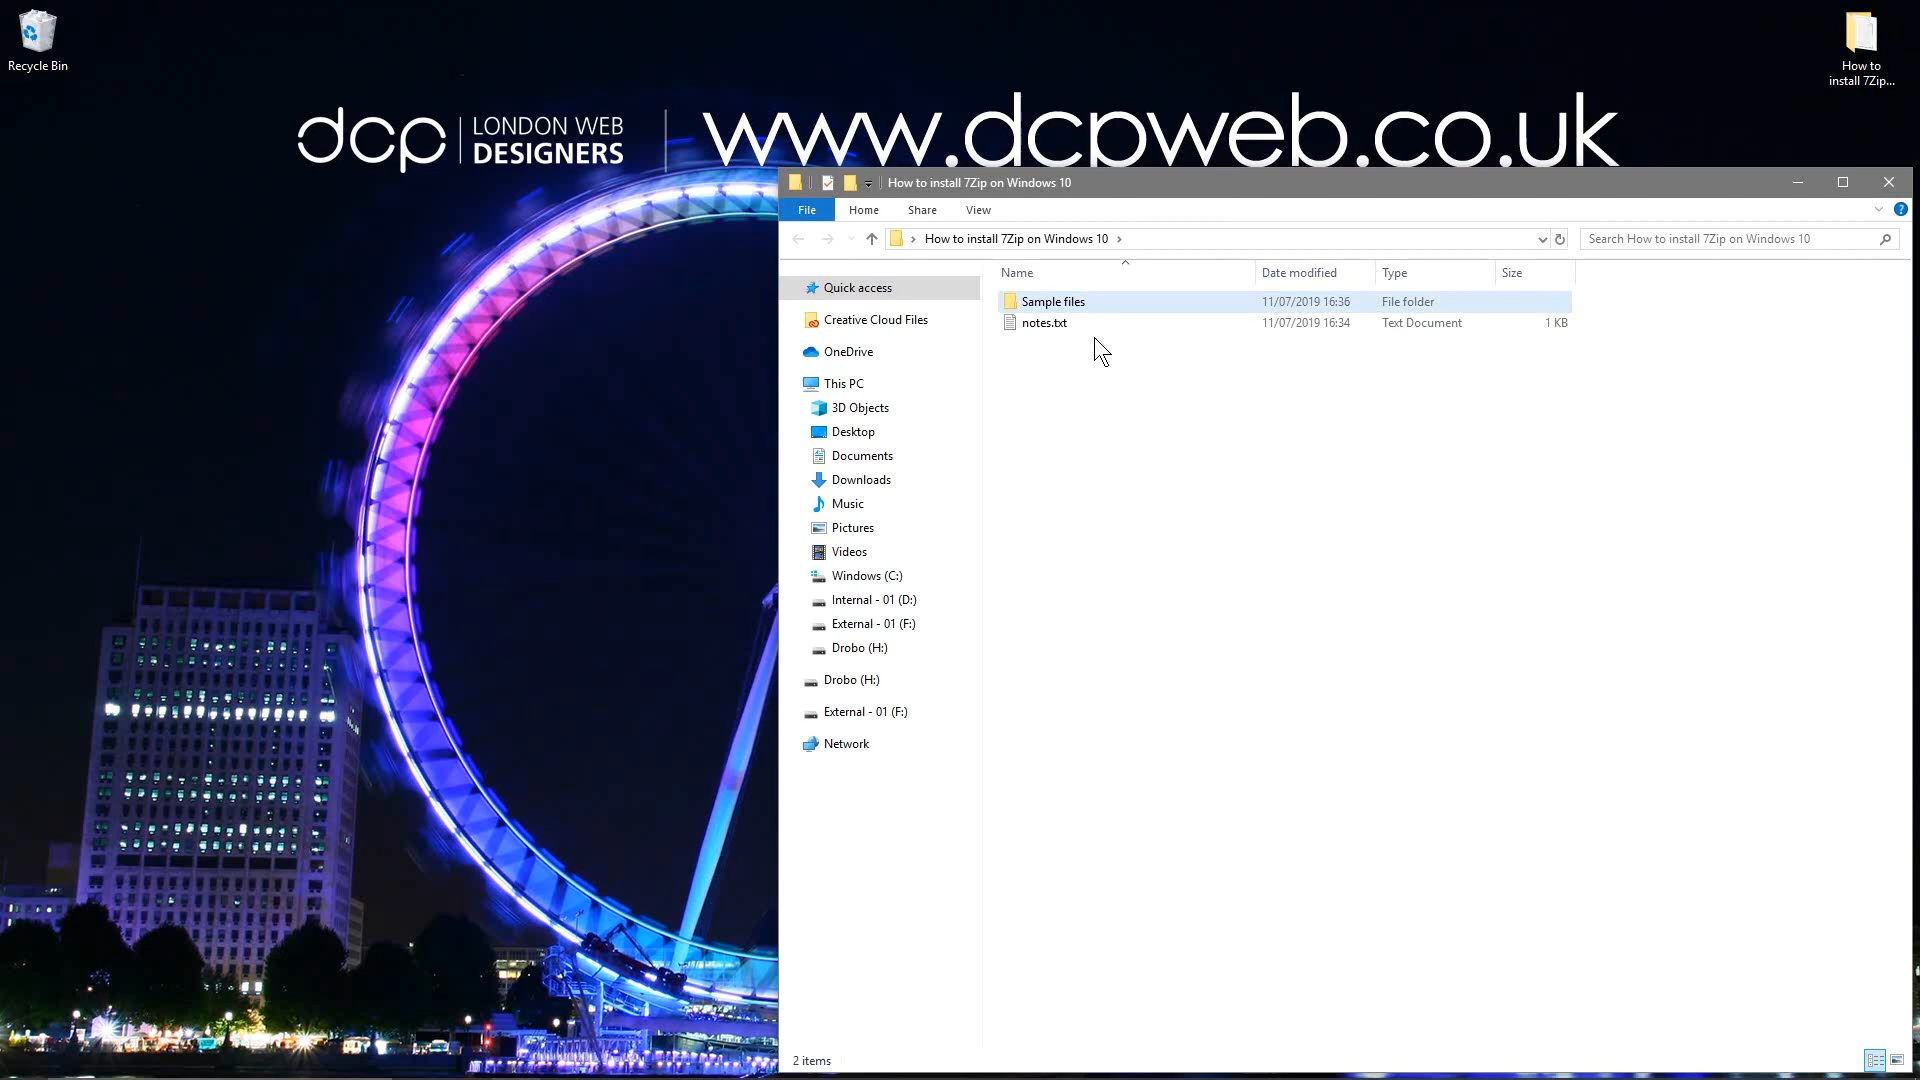 Recycle Bin
How to
install 7Zip...
dcp LONDON WEB
DESIGNERS
www.dcpweb.co.uk
How to install 7Zip on Windows 10
File Home Share View
How to install 7Zip on Windows 10
Search How to install 7Zip on Windows 10
Name Date modified Type Size
Quick access
Sample files 11/07/2019 16:36 File folder
notes.txt 11/07/2019 16:34 Text Document 1 KB
Creative Cloud Files
OneDrive
This PC
3D Objects
Desktop
Documents
Downloads
Music
Pictures
Videos
Windows (C:)
Internal - 01 (D:)
External - 01 (F:)
Drobo (H:)
Drobo (H:)
External - 01 (F:)
Network
2 items